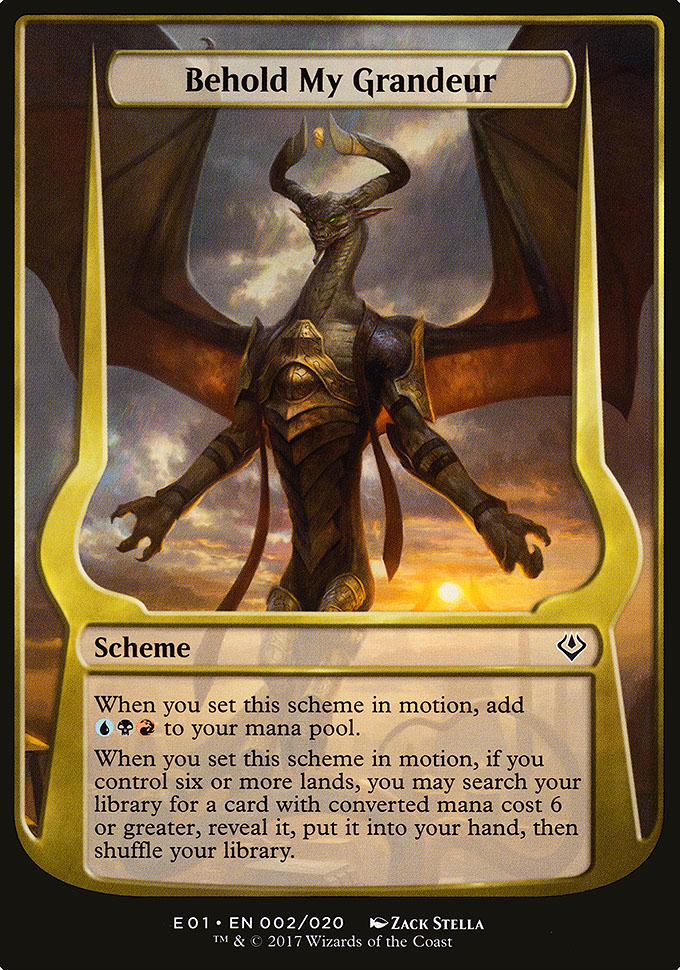 Behold My Grandeur
Scheme
When you set this scheme in motion, add
to your mana pool.
When you set this scheme in motion, if you
control six or more lands, you may search your
library for a card with converted mana cost 6
or greater, reveal it, put it into your hand, then
shuffle your library.
E01 • EN 002/020 Zack Stella
™ & © 2017 Wizards of the Coast